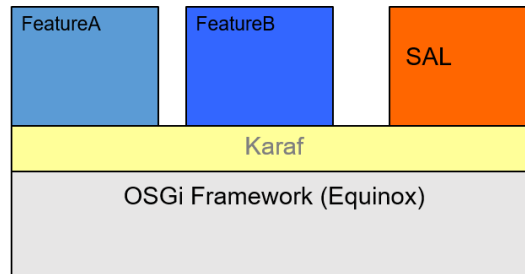 FeatureA
FeatureB
SAL
Karaf
OSGi Framework (Equinox)